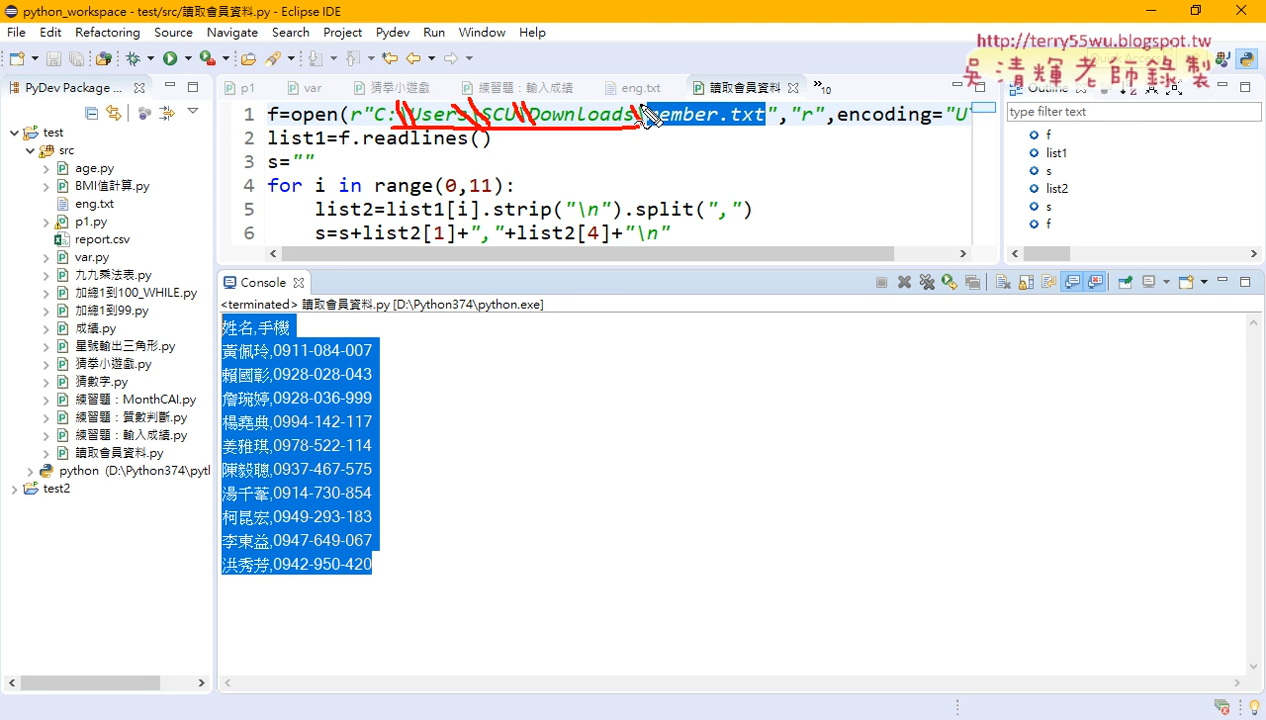 python_workspace - test/src/讀取會員資料.py - Eclipse IDE
File Edit Refactoring Source Navigate Search Project Pydev Run Window Help
http://terry55wu.blogspot.tw
吳清輝老師錄製
PyDev Package ...
p1
var
猜拳小遊戲
練習題：輸入成績
eng.txt
讀取會員資料
»10
Outline
type filter text
test
src
age.py
BMI值計算.py
eng.txt
p1.py
report.csv
var.py
九九乘法表.py
加總1到100_WHILE.py
加總1到99.py
成績.py
星號輸出三角形.py
猜拳小遊戲.py
猜數字.py
練習題：MonthCAI.py
練習題：質數判斷.py
練習題：輸入成績.py
讀取會員資料.py
python (D:\Python374\pytl
test2
1 f=open(r"C:\Users\SCU\Downloads\member.txt","r",encoding="U
2 list1=f.readlines()
3 s=""
4 for i in range(0,11):
5 list2=list1[i].strip("\n").split(",")
6 s=s+list2[1]+","+list2[4]+"\n"
f
list1
s
list2
s
f
Console
<terminated> 讀取會員資料.py [D:\Python374\python.exe]
姓名,手機
黃佩玲,0911-084-007
賴國彰,0928-028-043
詹琬婷,0928-036-999
楊堯典,0994-142-117
姜雅琪,0978-522-114
陳毅聰,0937-467-575
湯千葦,0914-730-854
柯昆宏,0949-293-183
李東益,0947-649-067
洪秀芳,0942-950-420